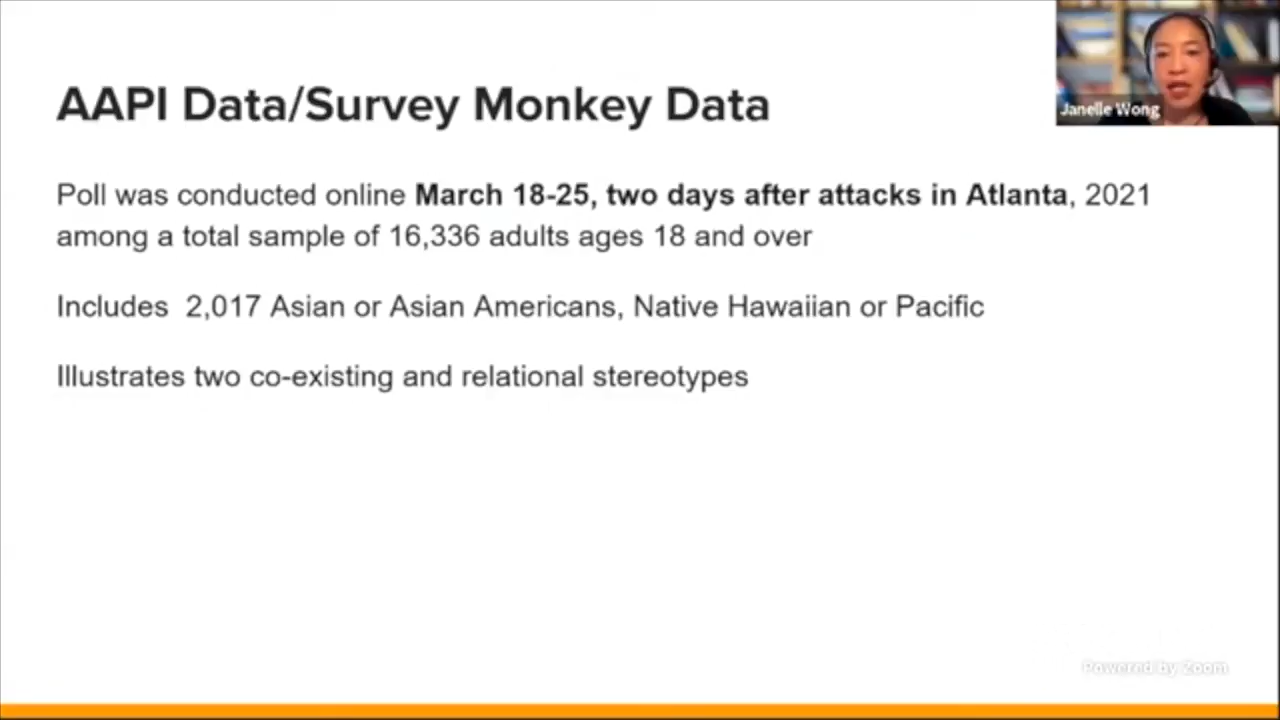 AAPI Data/Survey Monkey Data
Janelle Wong
Poll was conducted online March 18-25, two days after attacks in Atlanta, 2021
among a total sample of 16,336 adults ages 18 and over
Includes 2,017 Asian or Asian Americans, Native Hawaiian or Pacific
Illustrates two co-existing and relational stereotypes
Powered by Zoom